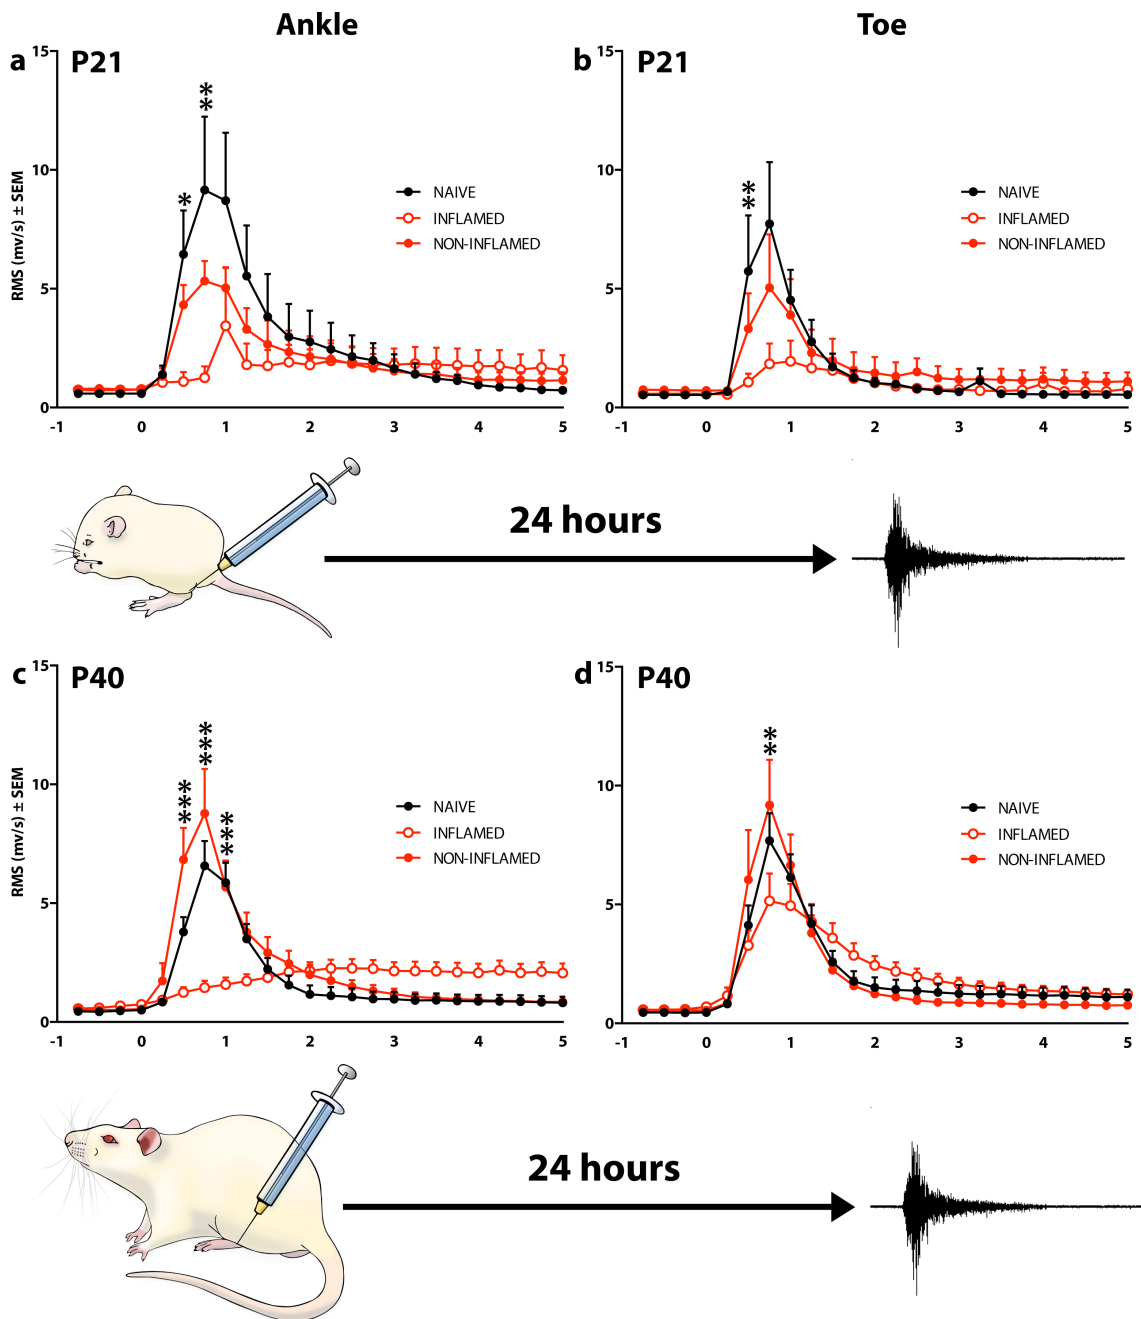 Ankle
Toe
a P21
b P21
15
10
5
0
RMS (mv/s) ± SEM
**
*
NAIVE
INFLAMED
NON-INFLAMED
-1 0 1 2 3 4 5
15
10
5
0
**
NAIVE
INFLAMED
NON-INFLAMED
-1 0 1 2 3 4 5
24 hours
c P40
d P40
15
10
5
0
RMS (mv/s) ± SEM
***
***
***
NAIVE
INFLAMED
NON-INFLAMED
-1 0 1 2 3 4 5
15
10
5
0
**
NAIVE
INFLAMED
NON-INFLAMED
-1 0 1 2 3 4 5
24 hours